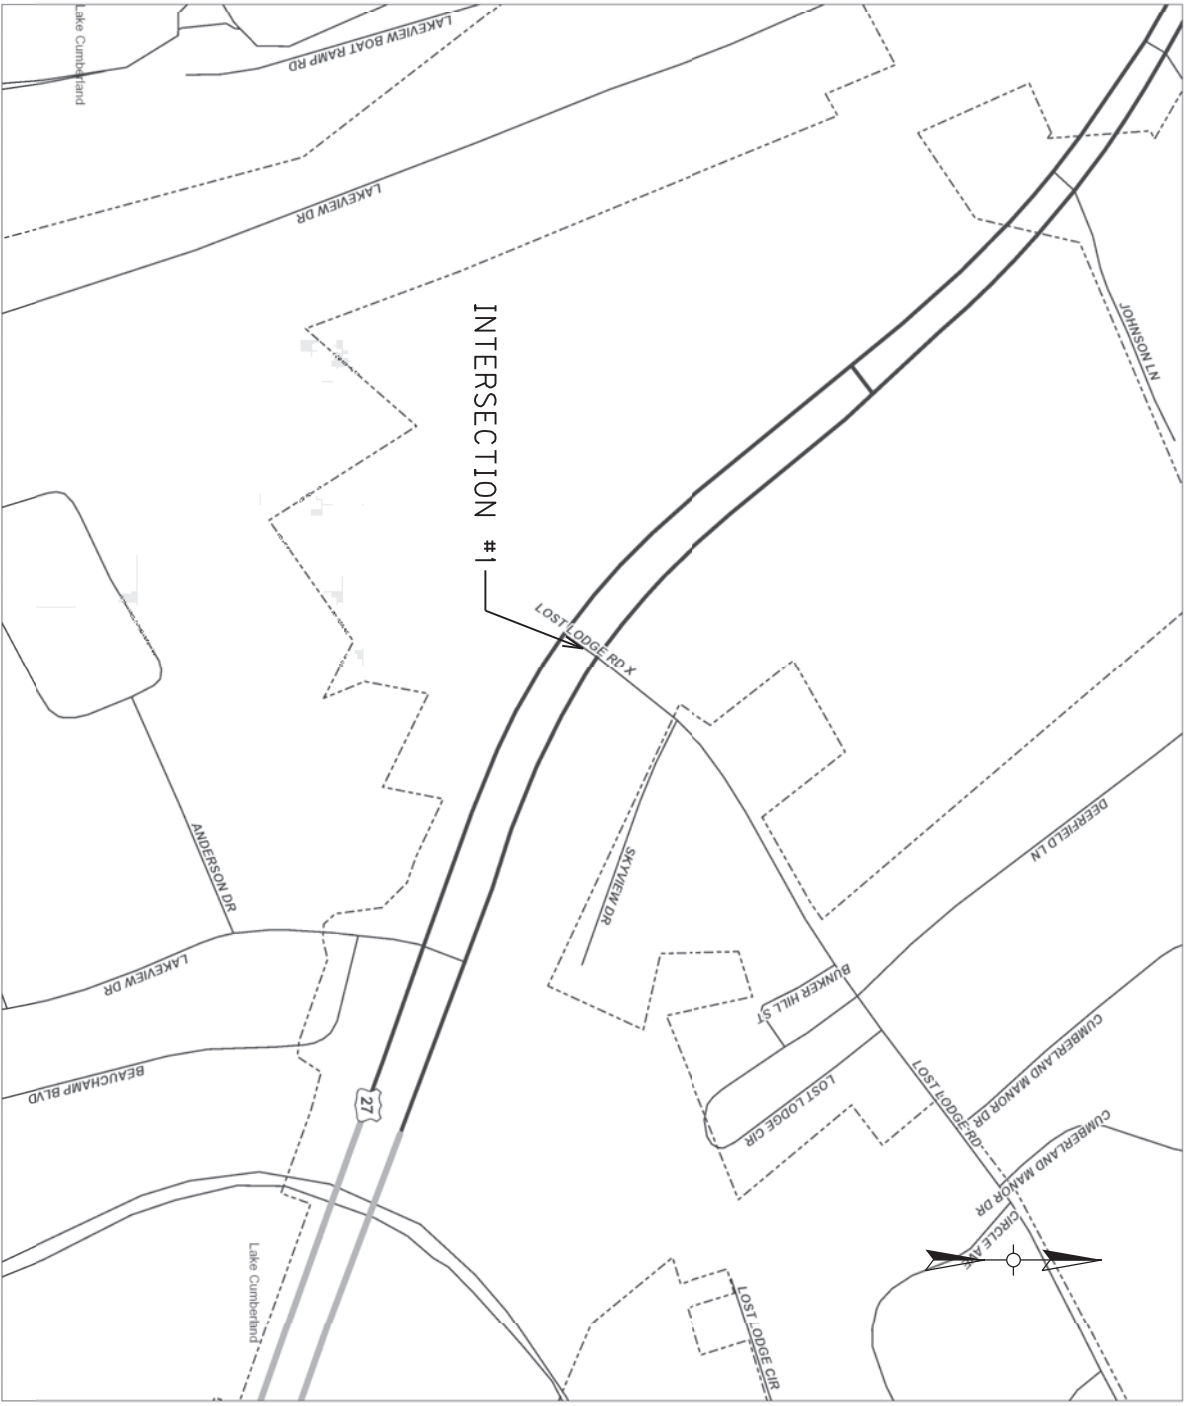 Lake Cumberland
LAKEVIEW BOAT RAMP RD
LAKEVIEW DR
JOHNSON LN
INTERSECTION #1
LOST LODGE RD X
SKYVIEW DR
DEERFIELD LN
ANDERSON DR
LAKEVIEW DR
BUNKER HILL ST
BEAUCHAMP BLVD
LOST LODGE CIR
LOST LODGE RD
CUMBERLAND MANOR DR
CUMBERLAND MANOR DR
CIRCLE AVE
27
Lake Cumberland
LOST LODGE CIR